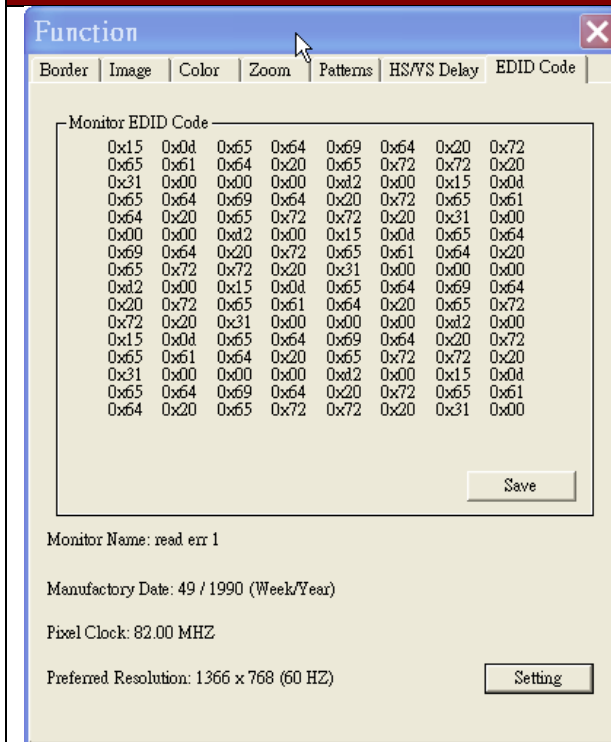 Function
Border Image Color Zoom Patterns HS/VS Delay EDID Code
Monitor EDID Code
0x15 0x0d 0x65 0x64 0x69 0x64 0x20 0x72
0x65 0x61 0x64 0x20 0x65 0x72 0x72 0x20
0x31 0x00 0x00 0x00 0xd2 0x00 0x15 0x0d
0x65 0x64 0x69 0x64 0x20 0x72 0x65 0x61
0x64 0x20 0x65 0x72 0x72 0x20 0x31 0x00
0x00 0x00 0xd2 0x00 0x15 0x0d 0x65 0x64
0x69 0x64 0x20 0x72 0x65 0x61 0x64 0x20
0x65 0x72 0x72 0x20 0x31 0x00 0x00 0x00
0xd2 0x00 0x15 0x0d 0x65 0x64 0x69 0x64
0x20 0x72 0x65 0x61 0x64 0x20 0x65 0x72
0x72 0x20 0x31 0x00 0x00 0x00 0xd2 0x00
0x15 0x0d 0x65 0x64 0x69 0x64 0x20 0x72
0x65 0x61 0x64 0x20 0x65 0x72 0x72 0x20
0x31 0x00 0x00 0x00 0xd2 0x00 0x15 0x0d
0x65 0x64 0x69 0x64 0x20 0x72 0x65 0x61
0x64 0x20 0x65 0x72 0x72 0x20 0x31 0x00
Save
Monitor Name: read err 1
Manufactory Date: 49 / 1990 (Week/Year)
Pixel Clock: 82.00 MHZ
Preferred Resolution: 1366 x 768 (60 HZ)
Setting